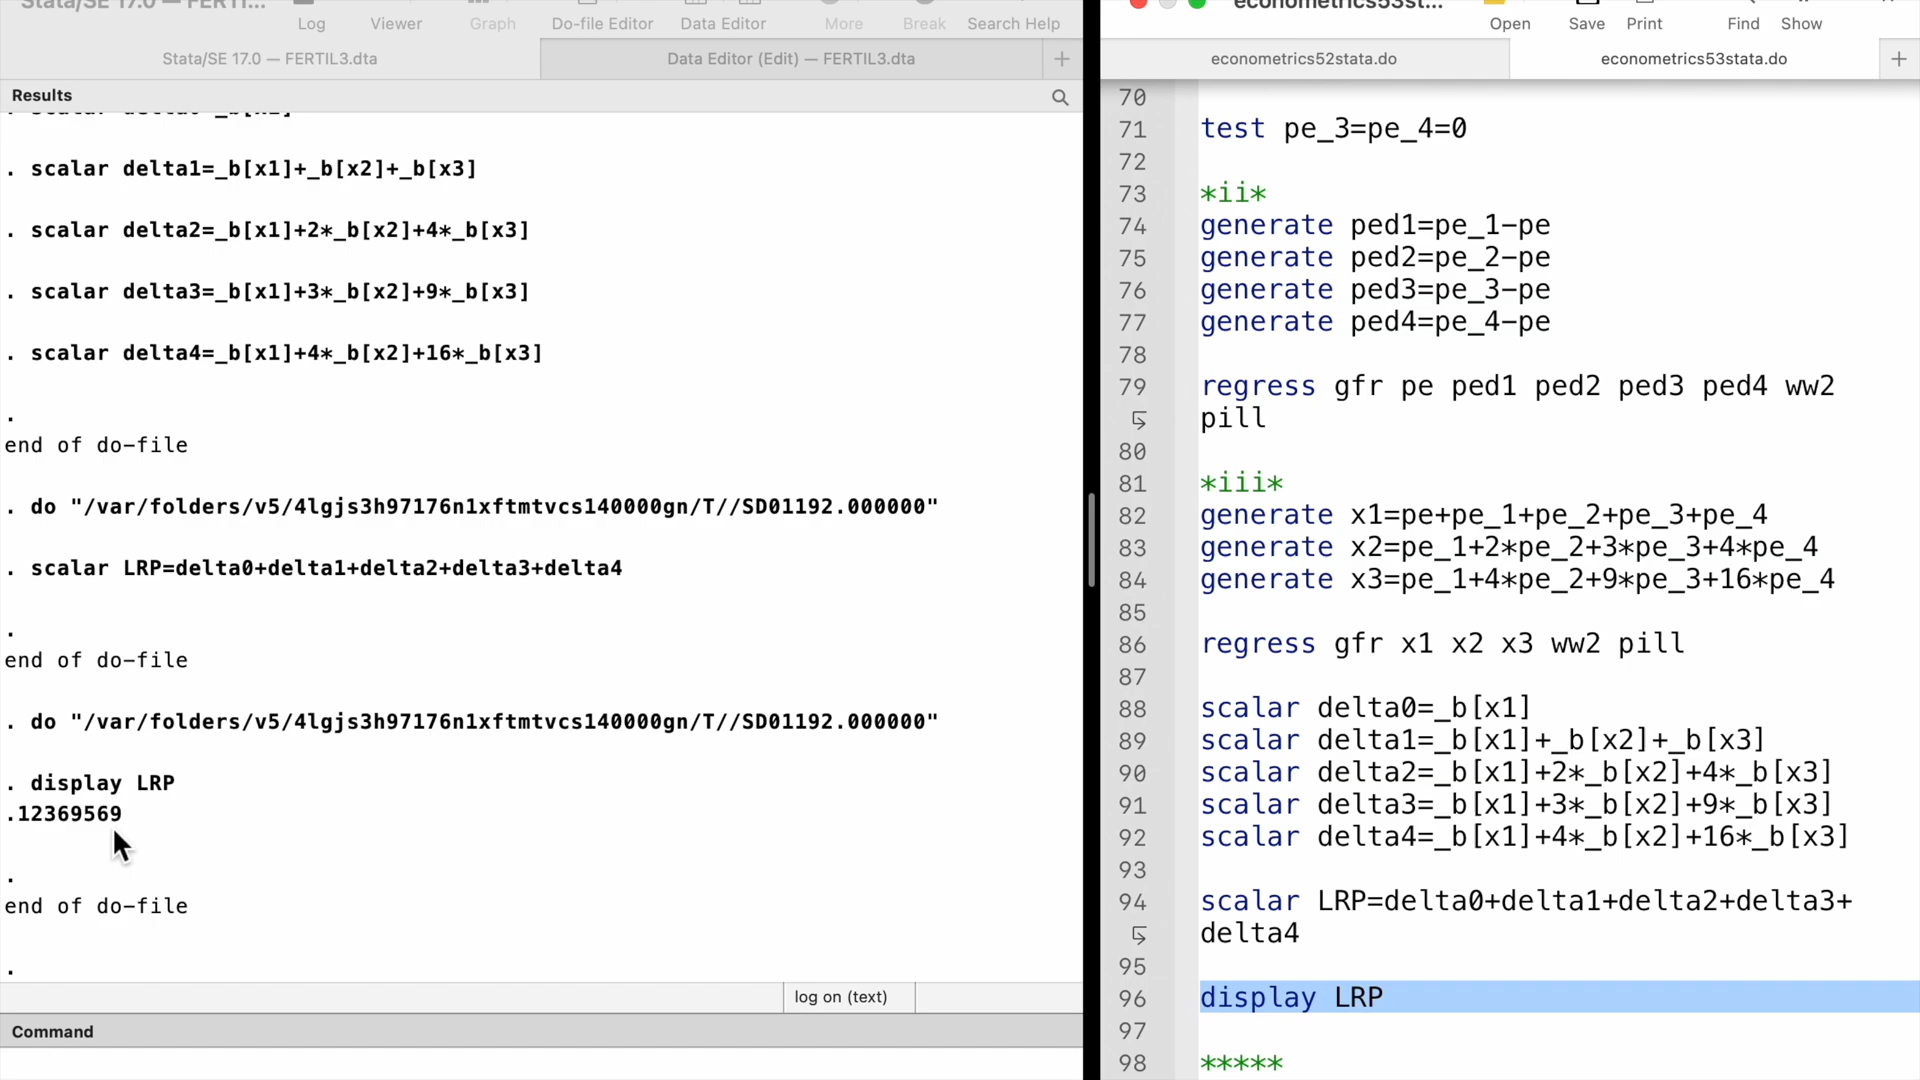 Stata/SE 17.0 — FERTI...
Log Viewer Graph Do-file Editor Data Editor More Break Search Help
Stata/SE 17.0 — FERTIL3.dta
Data Editor (Edit) — FERTIL3.dta
+
Results
. scalar delta0=_b[x1]
. scalar delta1=_b[x1]+_b[x2]+_b[x3]
. scalar delta2=_b[x1]+2*_b[x2]+4*_b[x3]
. scalar delta3=_b[x1]+3*_b[x2]+9*_b[x3]
. scalar delta4=_b[x1]+4*_b[x2]+16*_b[x3]
.
end of do-file
. do "/var/folders/v5/4lgjs3h97176n1xftmtvcs140000gn/T//SD01192.000000"
. scalar LRP=delta0+delta1+delta2+delta3+delta4
.
end of do-file
. do "/var/folders/v5/4lgjs3h97176n1xftmtvcs140000gn/T//SD01192.000000"
. display LRP
.12369569
.
end of do-file
.
log on (text)
Command
econometrics53st...
Open Save Print Find Show
econometrics52stata.do
econometrics53stata.do
+
70
71 test pe_3=pe_4=0
72
73 *ii*
74 generate ped1=pe_1-pe
75 generate ped2=pe_2-pe
76 generate ped3=pe_3-pe
77 generate ped4=pe_4-pe
78
79 regress gfr pe ped1 ped2 ped3 ped4 ww2
pill
80
81 *iii*
82 generate x1=pe+pe_1+pe_2+pe_3+pe_4
83 generate x2=pe_1+2*pe_2+3*pe_3+4*pe_4
84 generate x3=pe_1+4*pe_2+9*pe_3+16*pe_4
85
86 regress gfr x1 x2 x3 ww2 pill
87
88 scalar delta0=_b[x1]
89 scalar delta1=_b[x1]+_b[x2]+_b[x3]
90 scalar delta2=_b[x1]+2*_b[x2]+4*_b[x3]
91 scalar delta3=_b[x1]+3*_b[x2]+9*_b[x3]
92 scalar delta4=_b[x1]+4*_b[x2]+16*_b[x3]
93
94 scalar LRP=delta0+delta1+delta2+delta3+
delta4
95
96 display LRP
97
98 *****